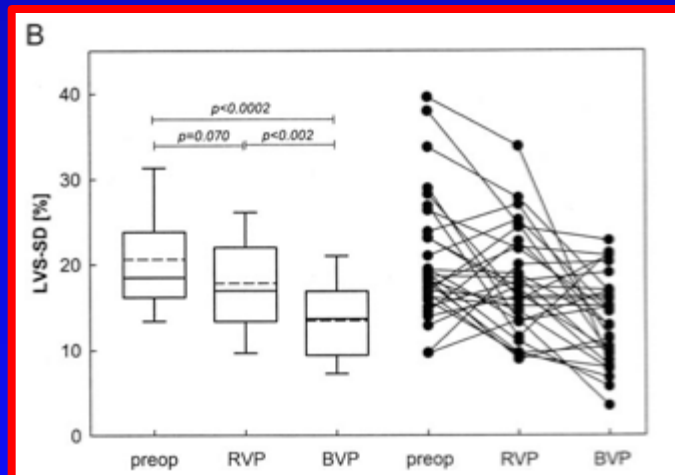 B
LVS-SD [%]
40
30
20
10
0
p<0.0002
p=0.070 p<0.002
preop RVP BVP preop RVP BVP